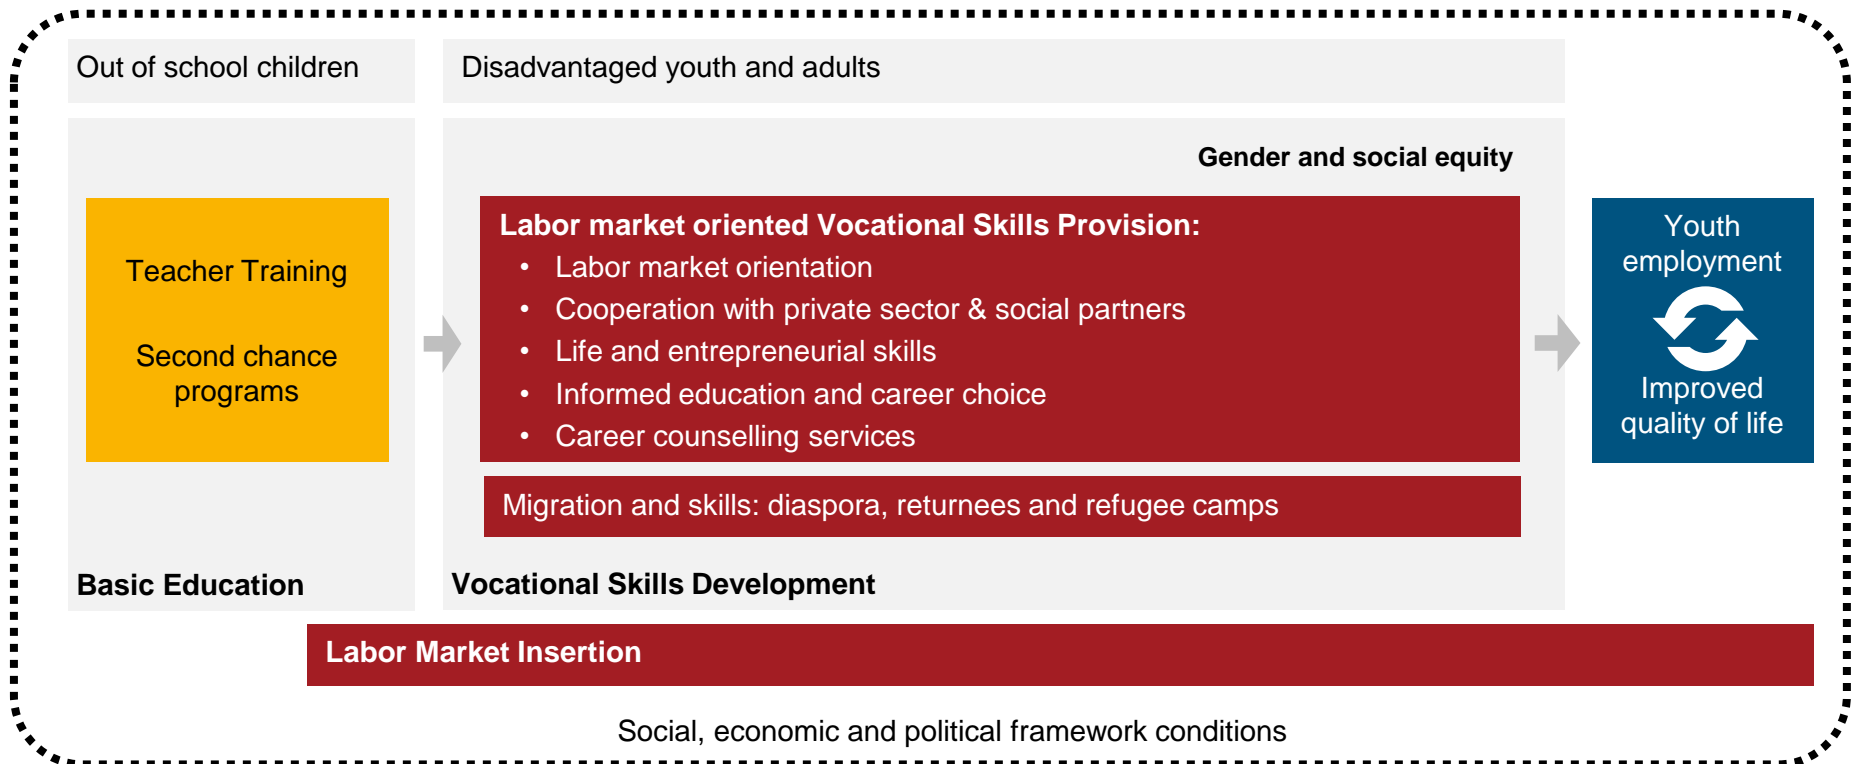 Out of school children
Disadvantaged youth and adults
Gender and social equity
Teacher Training
Second chance
programs
Labor market oriented Vocational Skills Provision:
• Labor market orientation
• Cooperation with private sector & social partners
• Life and entrepreneurial skills
• Informed education and career choice
• Career counselling services
Migration and skills: diaspora, returnees and refugee camps
Youth
employment
Improved
quality of life
Basic Education
Vocational Skills Development
Labor Market Insertion
Social, economic and political framework conditions